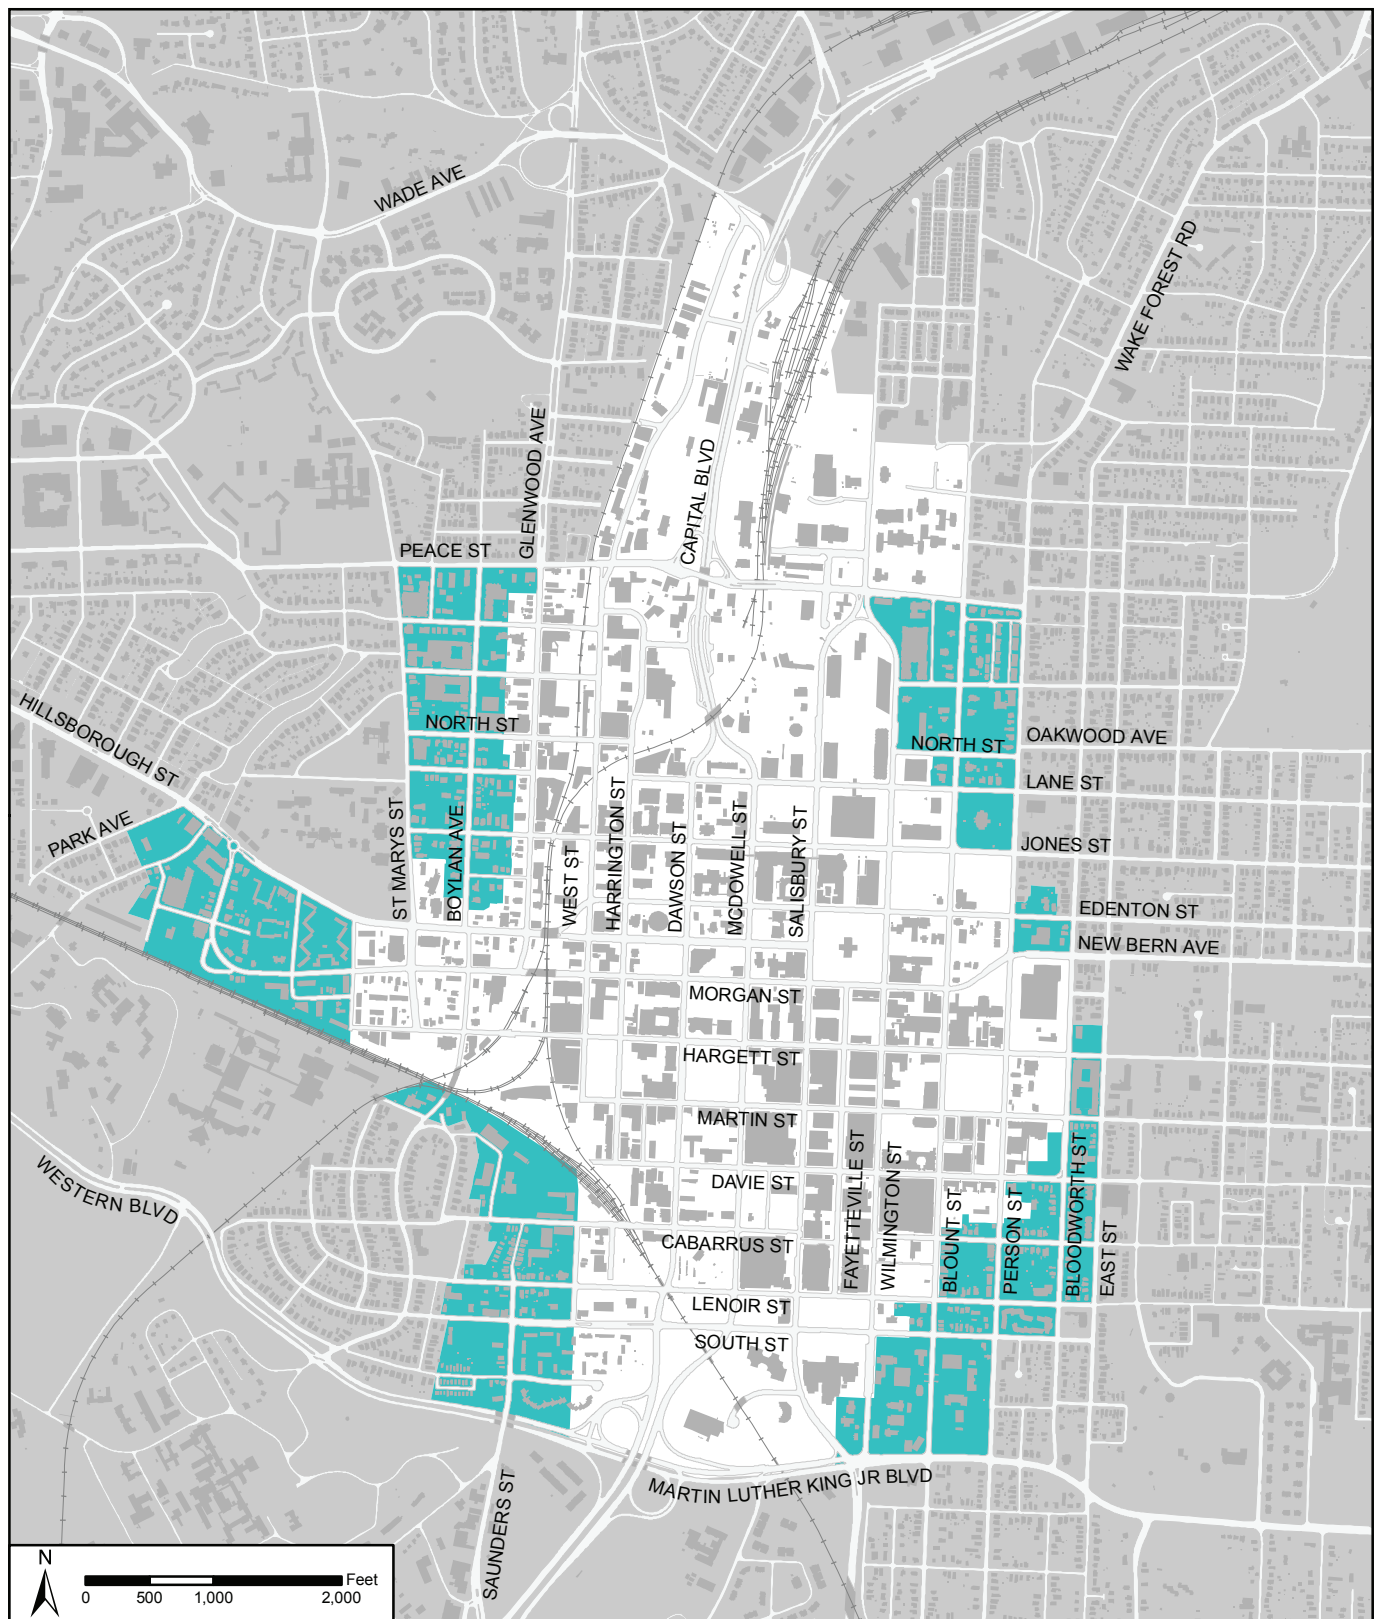 WADE AVE
WAKE FOREST RD
GLENWOOD AVE
CAPITAL BLVD
PEACE ST
HILLSBOROUGH ST
NORTH ST
NORTH ST
OAKWOOD AVE
LANE ST
PARK AVE
ST MARYS ST
BOYLAN AVE
WEST ST
HARRINGTON ST
DAWSON ST
MCDOWELL ST
SALISBURY ST
JONES ST
EDENTON ST
NEW BERN AVE
MORGAN ST
HARGETT ST
MARTIN ST
WESTERN BLVD
DAVIE ST
FAYETTEVILLE ST
WILMINGTON ST
BLOUNT ST
PERSON ST
BLOODWORTH ST
EAST ST
CABARRUS ST
LENOIR ST
SOUTH ST
MARTIN LUTHER KING JR BLVD
SAUNDERS ST
N
Feet
0 500 1,000 2,000